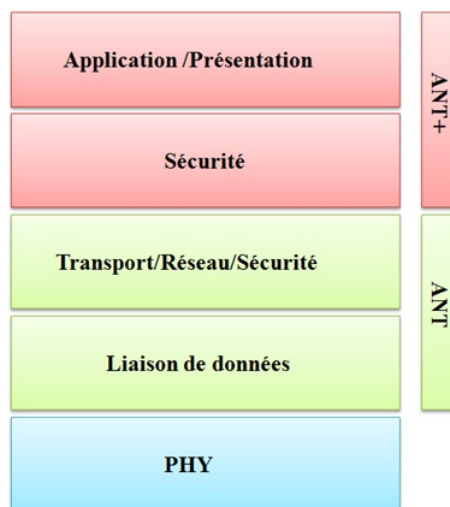 Application /Présentation
Sécurité
Transport/Réseau/Sécurité
Liaison de données
PHY
ANT+
ANT